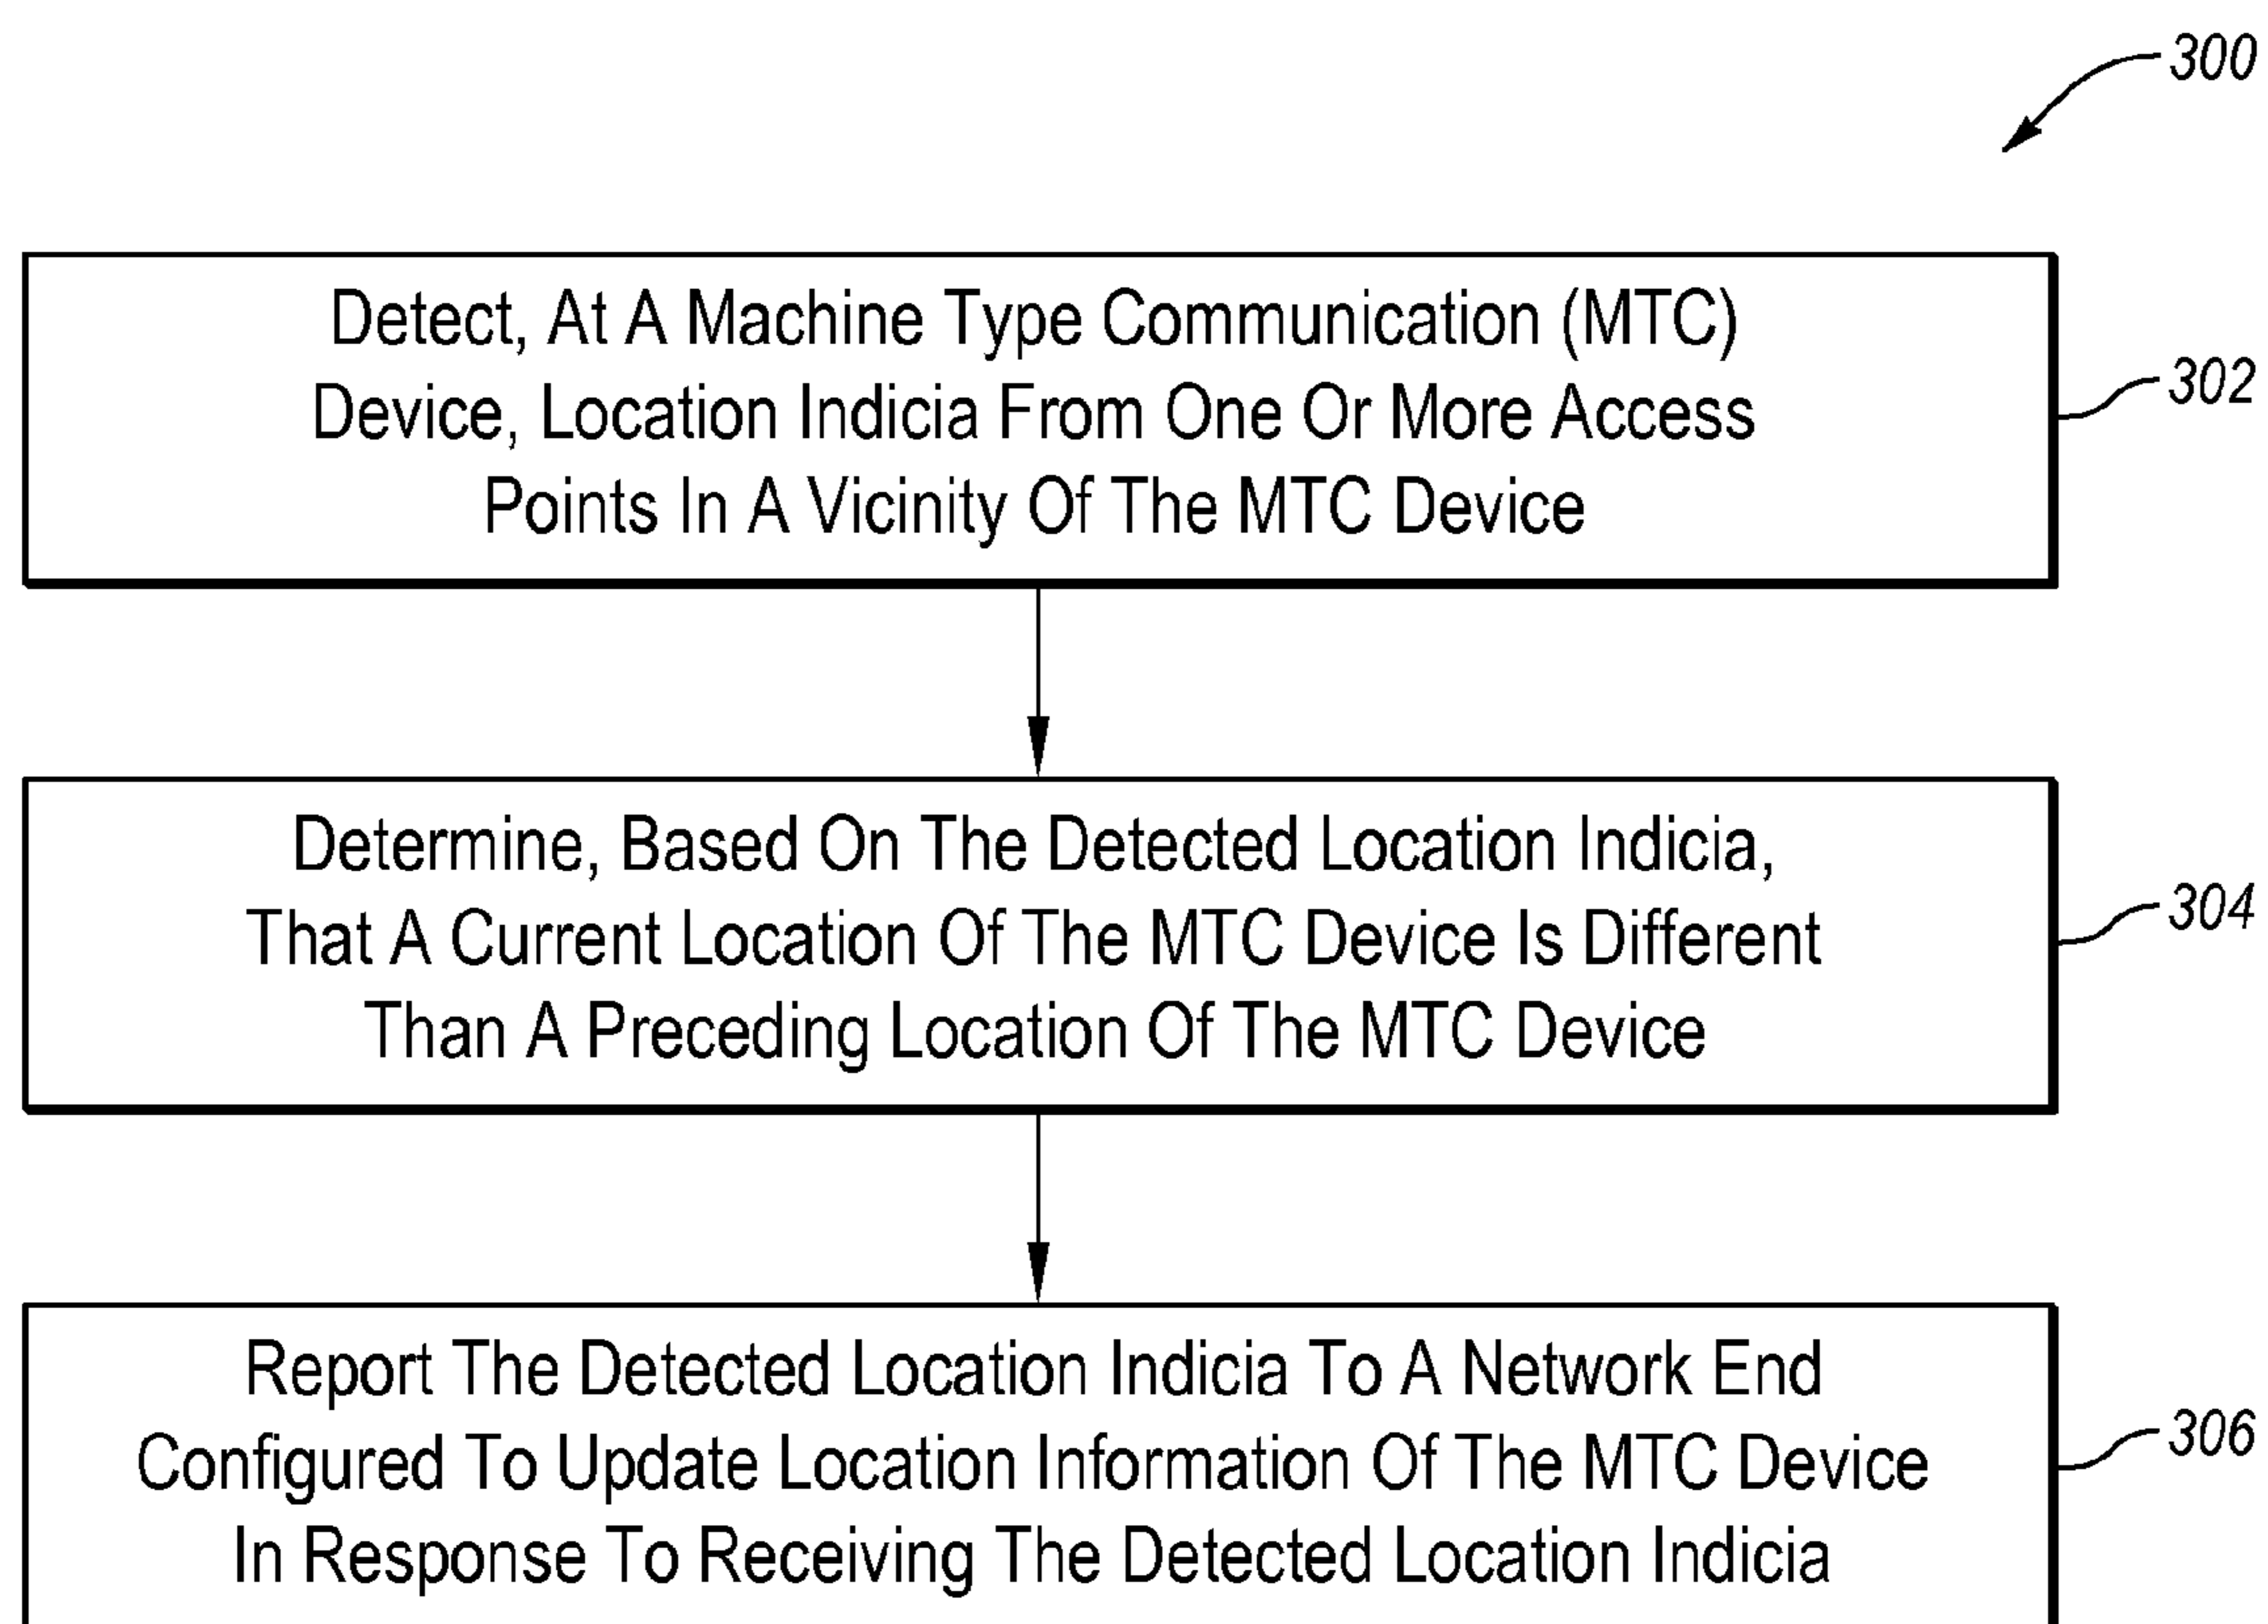 300
Detect, At A Machine Type Communication (MTC)
Device, Location Indicia From One Or More Access
Points In A Vicinity Of The MTC Device
302
Determine, Based On The Detected Location Indicia,
That A Current Location Of The MTC Device Is Different
Than A Preceding Location Of The MTC Device
304
Report The Detected Location Indicia To A Network End
Configured To Update Location Information Of The MTC Device
In Response To Receiving The Detected Location Indicia
306